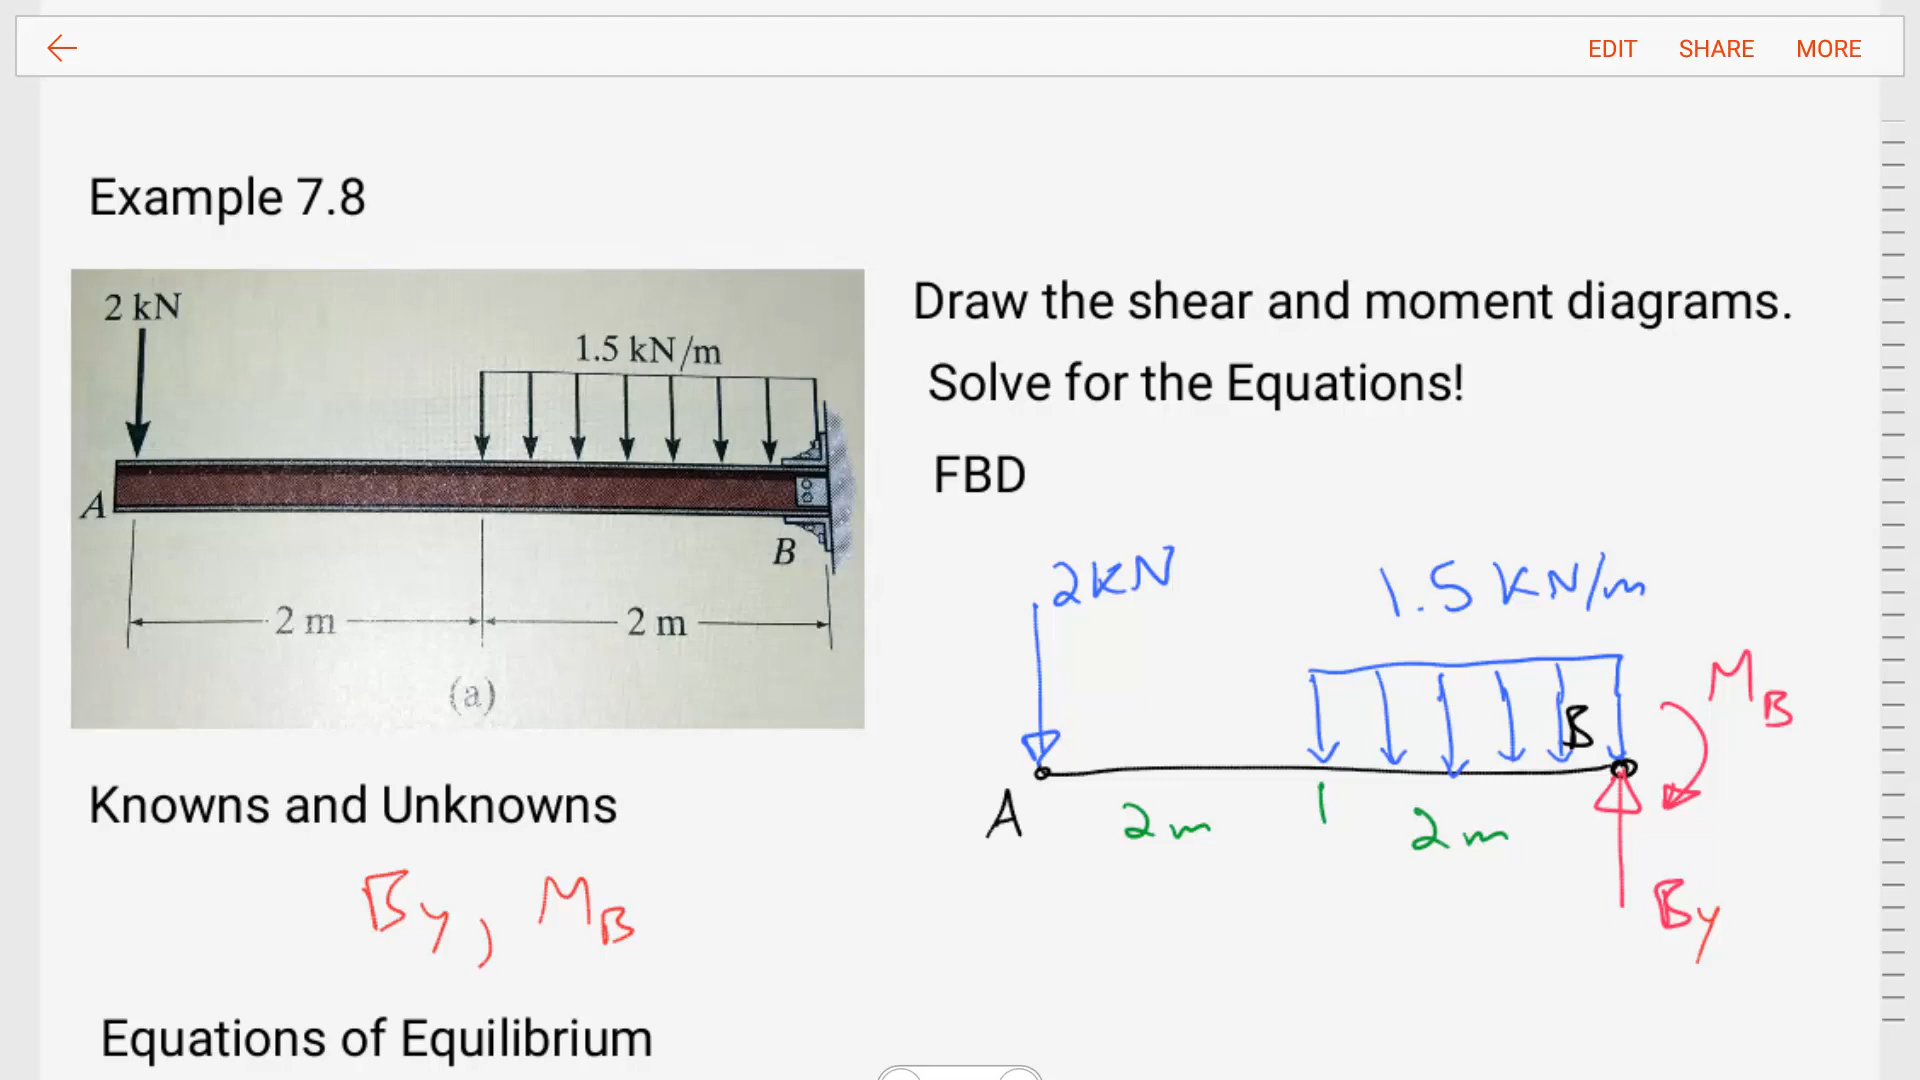 EDIT SHARE MORE
Example 7.8
2 kN
1.5 kN/m
A
B
2 m 2 m
(a)
Draw the shear and moment diagrams.
Solve for the Equations!
FBD
2kN 1.5 KN/m
B
MB
A 2m 2m
By
Knowns and Unknowns
By, MB
Equations of Equilibrium